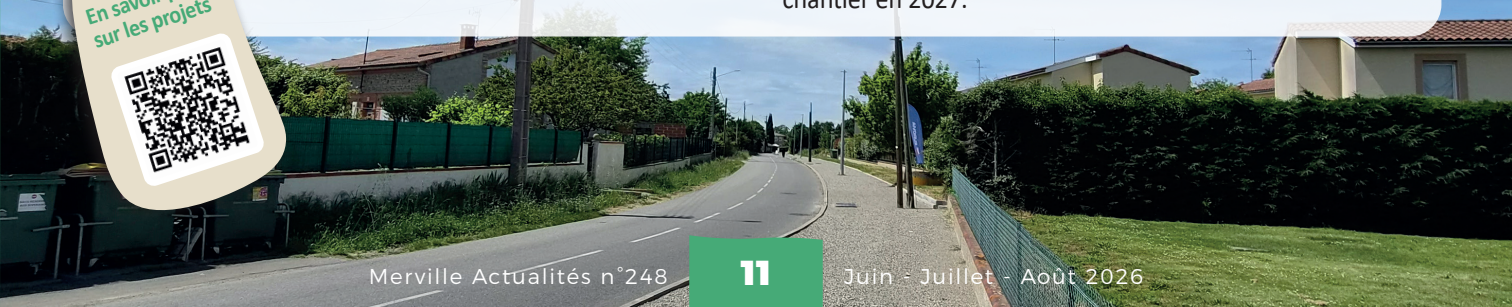 chantier en 2027.
En savoir
sur les projets
Merville Actualités n°248
11
Juin - Juillet - Août 2026